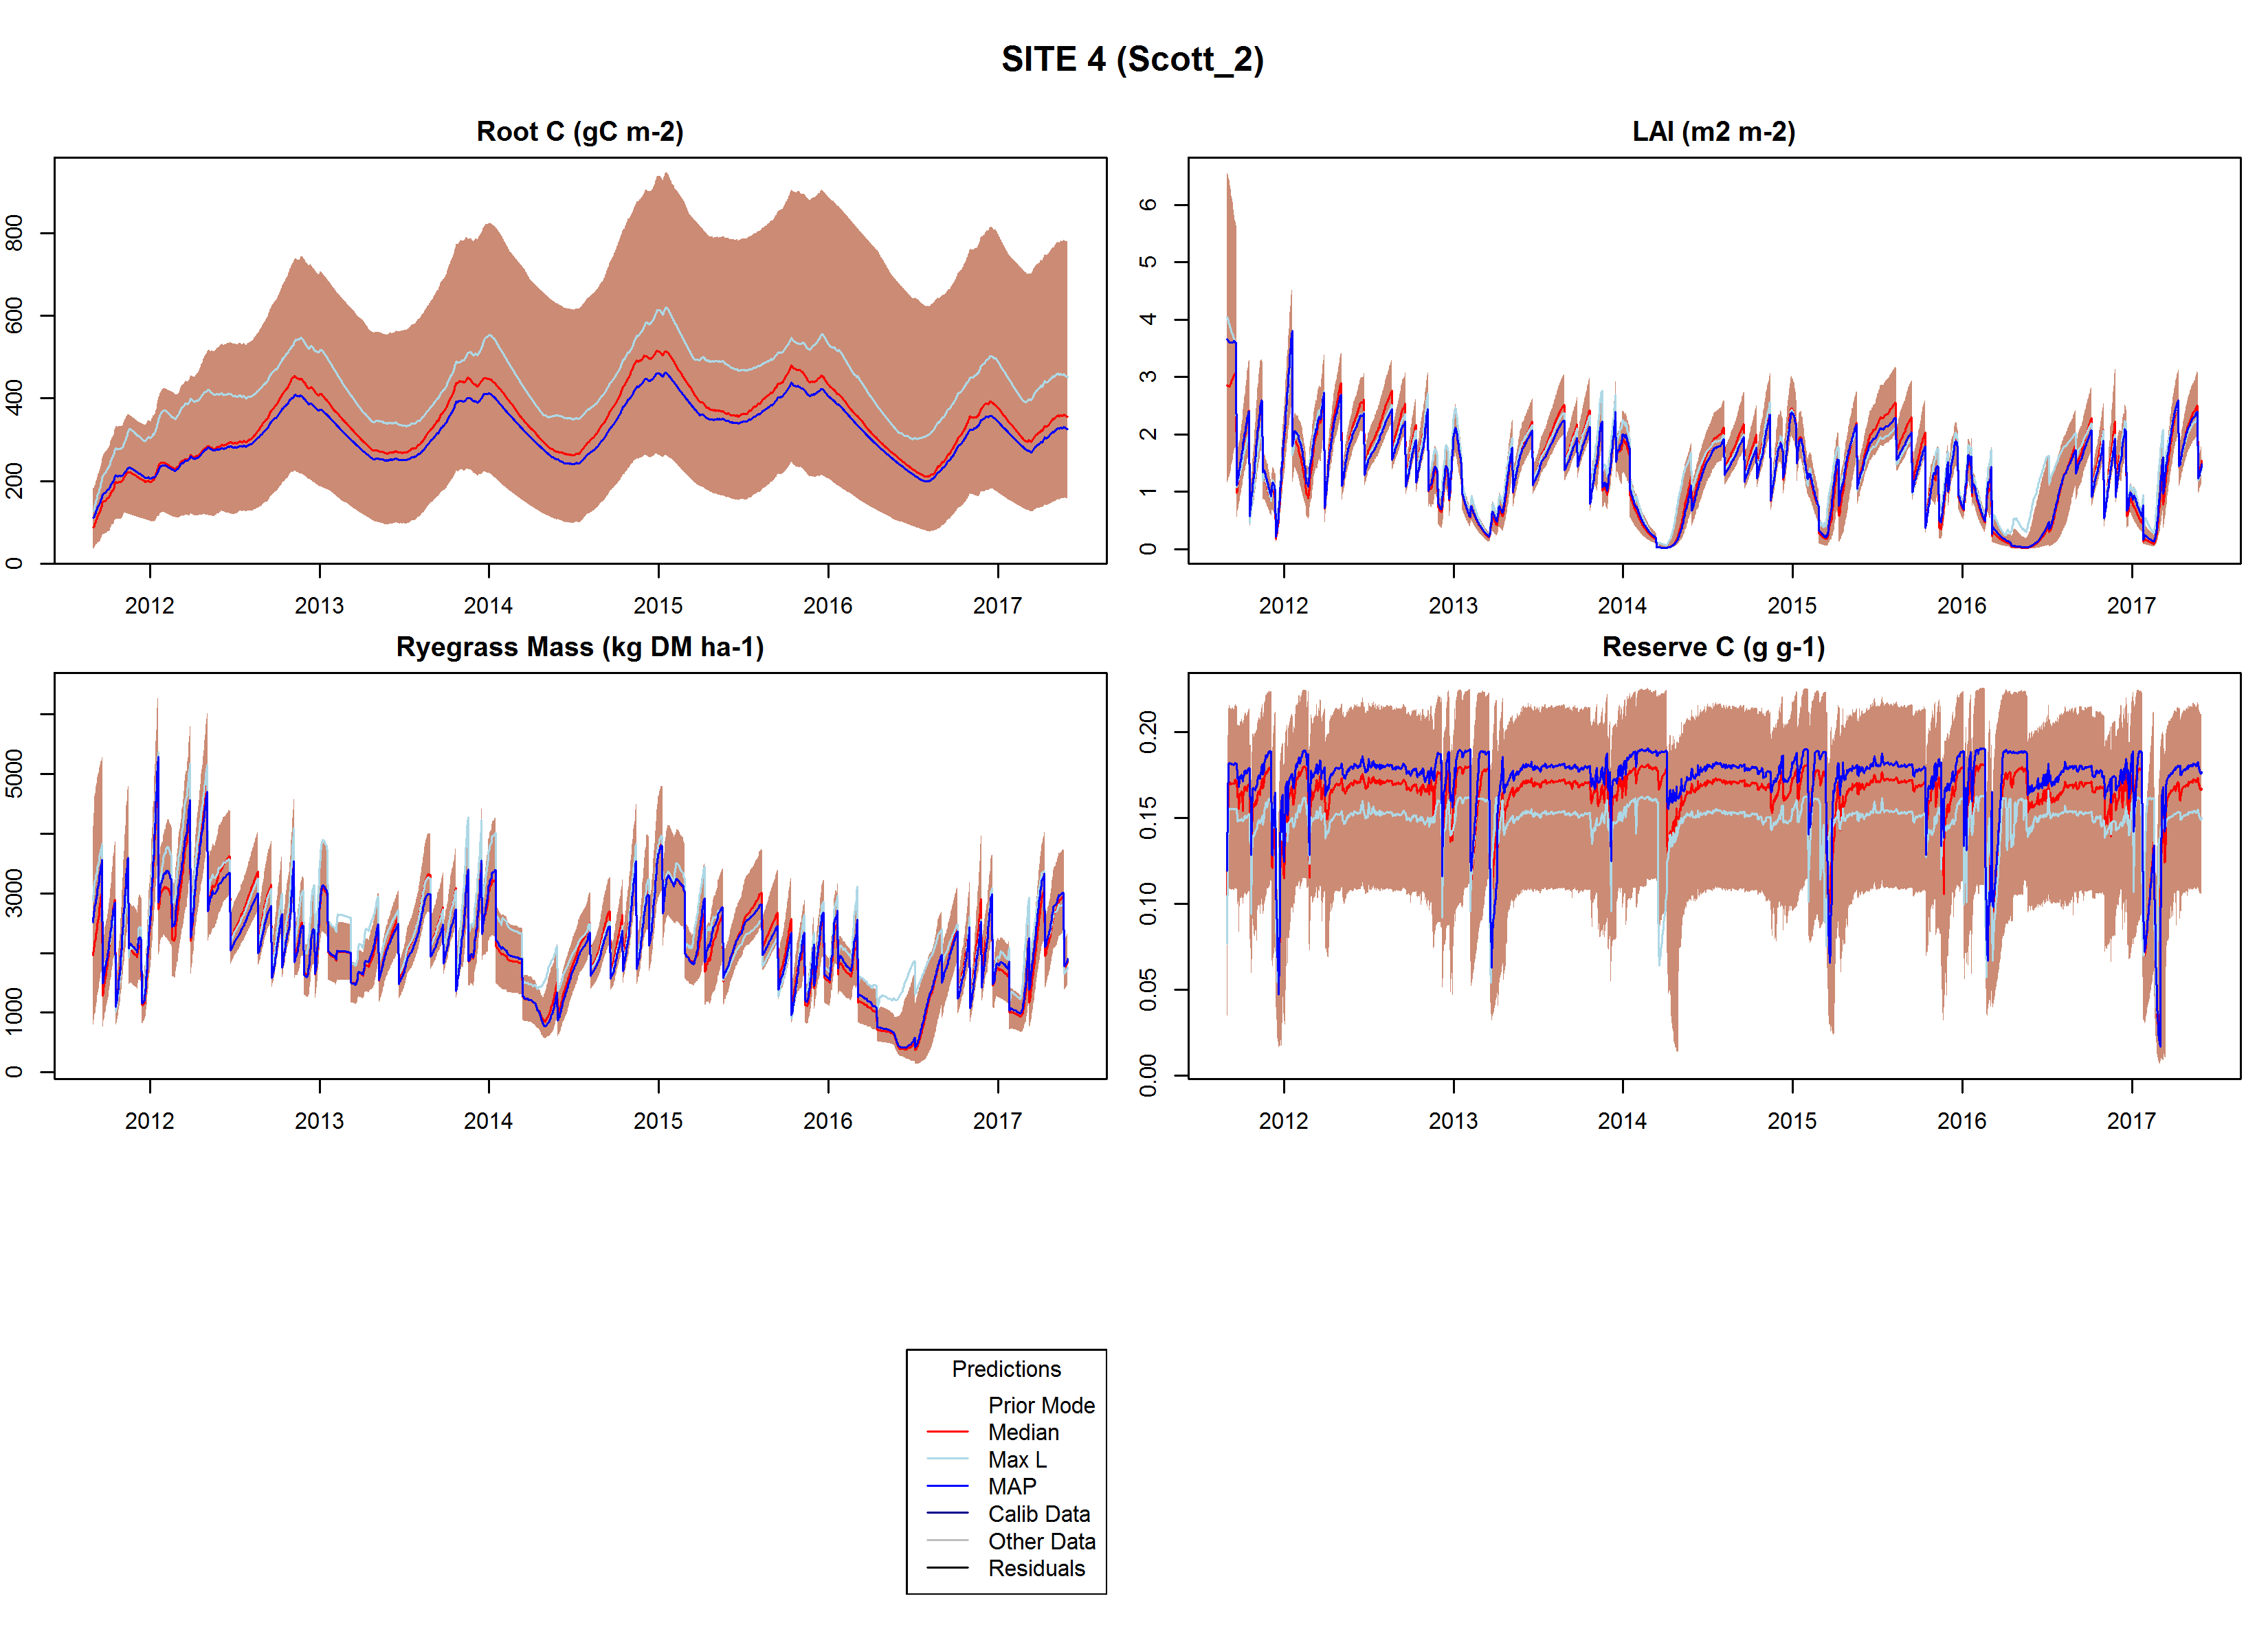 SITE 4 (Scott_2)
Root C (gC m-2)
0 200 400 600 800
2012 2013 2014 2015 2016 2017
LAI (m2 m-2)
0 1 2 3 4 5 6
2012 2013 2014 2015 2016 2017
Ryegrass Mass (kg DM ha-1)
0 1000 3000 5000
2012 2013 2014 2015 2016 2017
Reserve C (g g-1)
0.00 0.05 0.10 0.15 0.20
2012 2013 2014 2015 2016 2017
Predictions
Prior Mode
Median
Max L
MAP
Calib Data
Other Data
Residuals